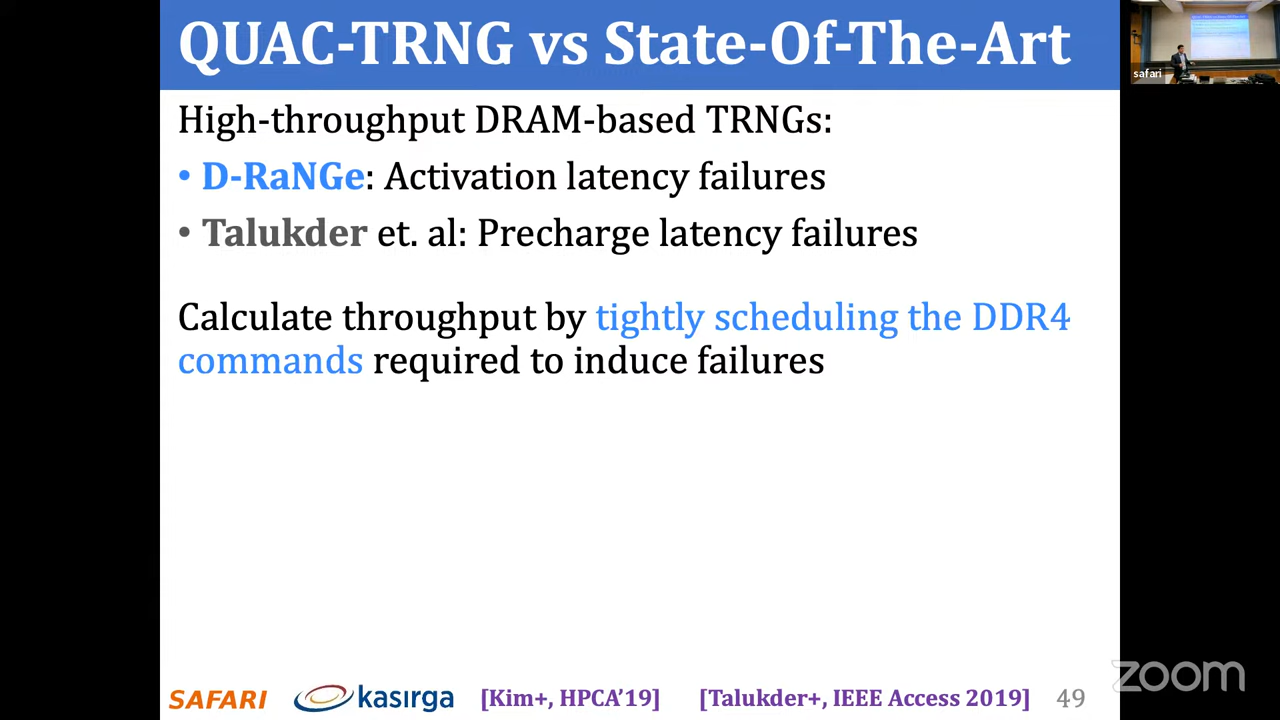 QUAC-TRNG vs State-Of-The-Art
safari
High-throughput DRAM-based TRNGs:
• D-RaNGe: Activation latency failures
• Talukder et. al: Precharge latency failures
Calculate throughput by tightly scheduling the DDR4
commands required to induce failures
SAFARI kasırga [Kim+, HPCA'19] [Talukder+, IEEE Access 2019] 49
zoom